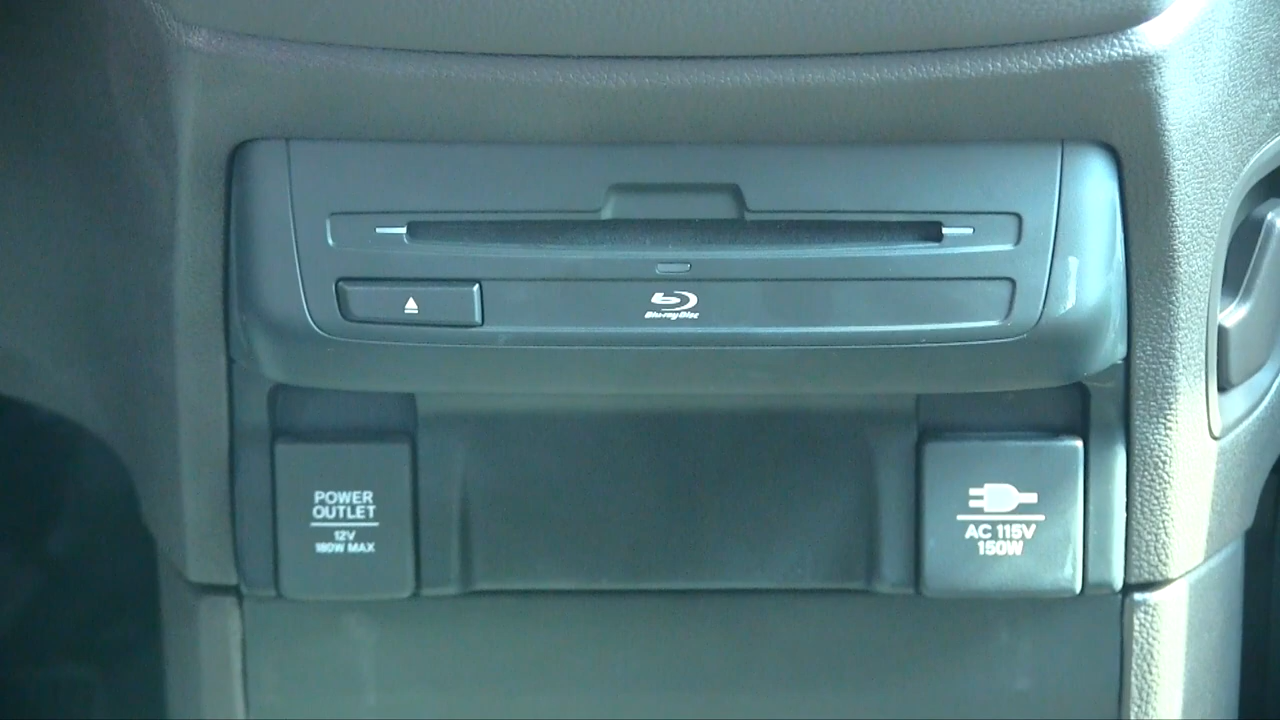 Blu-ray Disc
POWER
OUTLET
12V
180W MAX
AC 115V
150W